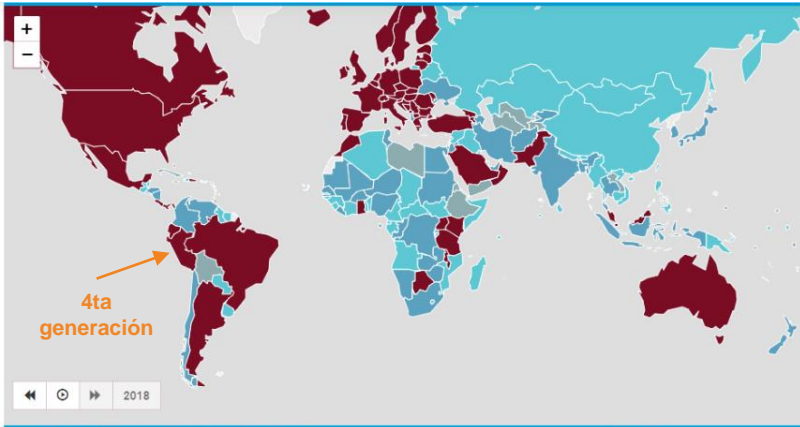 +
−
4ta
generación
2018